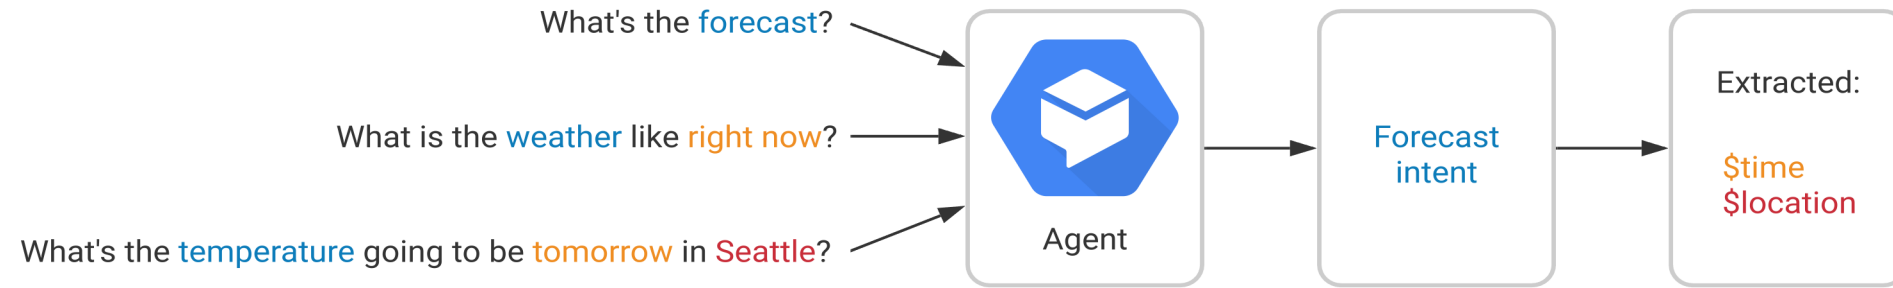 What's the forecast?
What is the weather like right now?
What's the temperature going to be tomorrow in Seattle?
Agent
Forecast
intent
Extracted:
$time
$location